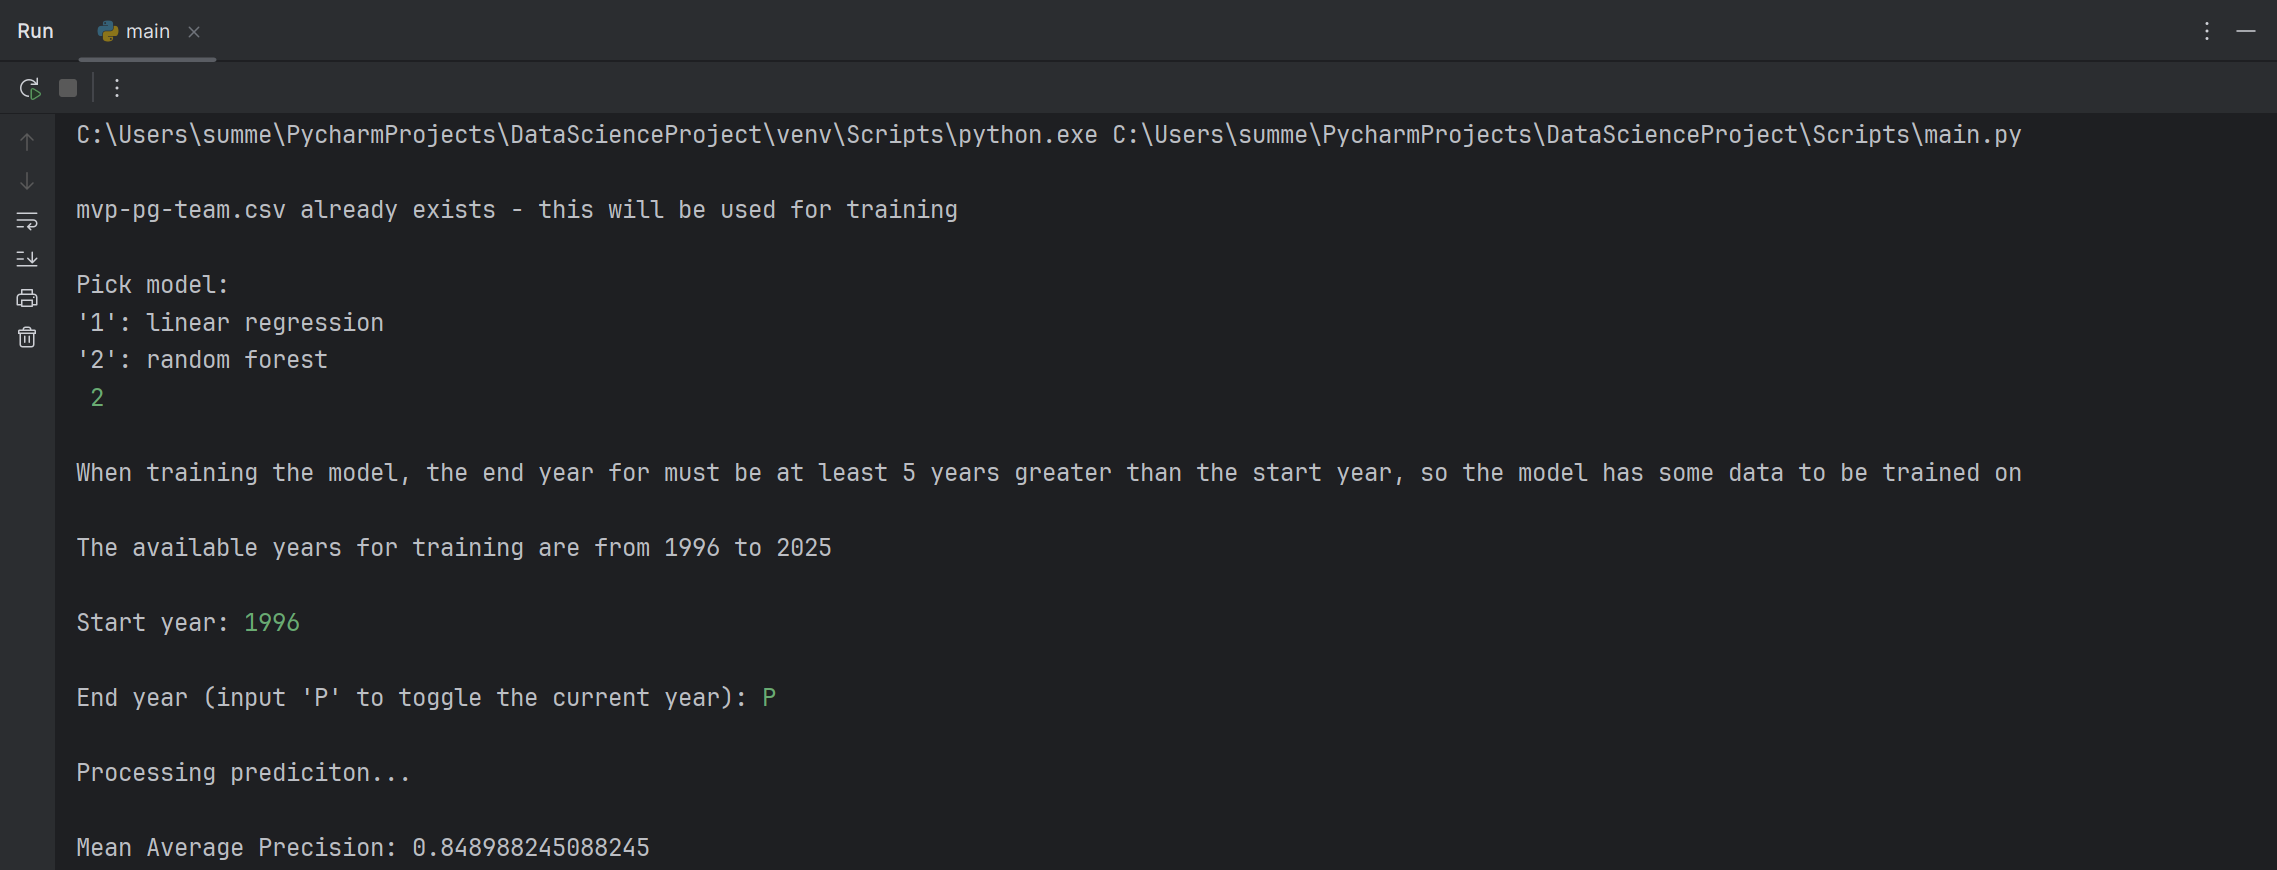 Run main
C:\Users\summe\PycharmProjects\DataScienceProject\venv\Scripts\python.exe C:\Users\summe\PycharmProjects\DataScienceProject\Scripts\main.py
mvp-pg-team.csv already exists - this will be used for training
Pick model:
'1': linear regression
'2': random forest
2
When training the model, the end year for must be at least 5 years greater than the start year, so the model has some data to be trained on
The available years for training are from 1996 to 2025
Start year: 1996
End year (input 'P' to toggle the current year): P
Processing prediciton...
Mean Average Precision: 0.848988245088245